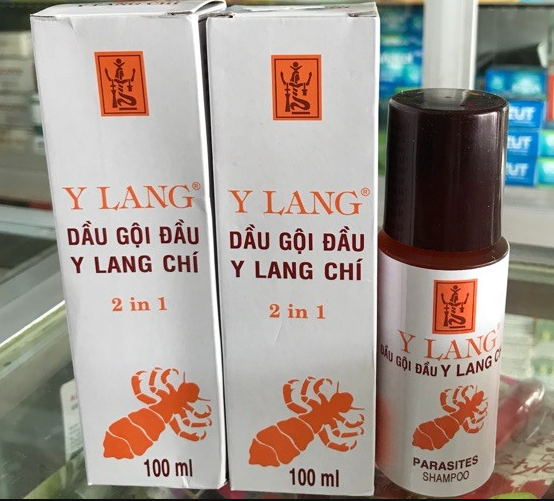 Y LANG®
DẦU GỘI ĐẦU
Y LANG CHÍ
2 in 1
100 ml
Y LANG®
DẦU GỘI ĐẦU
Y LANG CHÍ
2 in 1
100 ml
Y LANG®
DẦU GỘI ĐẦU Y LANG
PARASITES
SHAMPOO